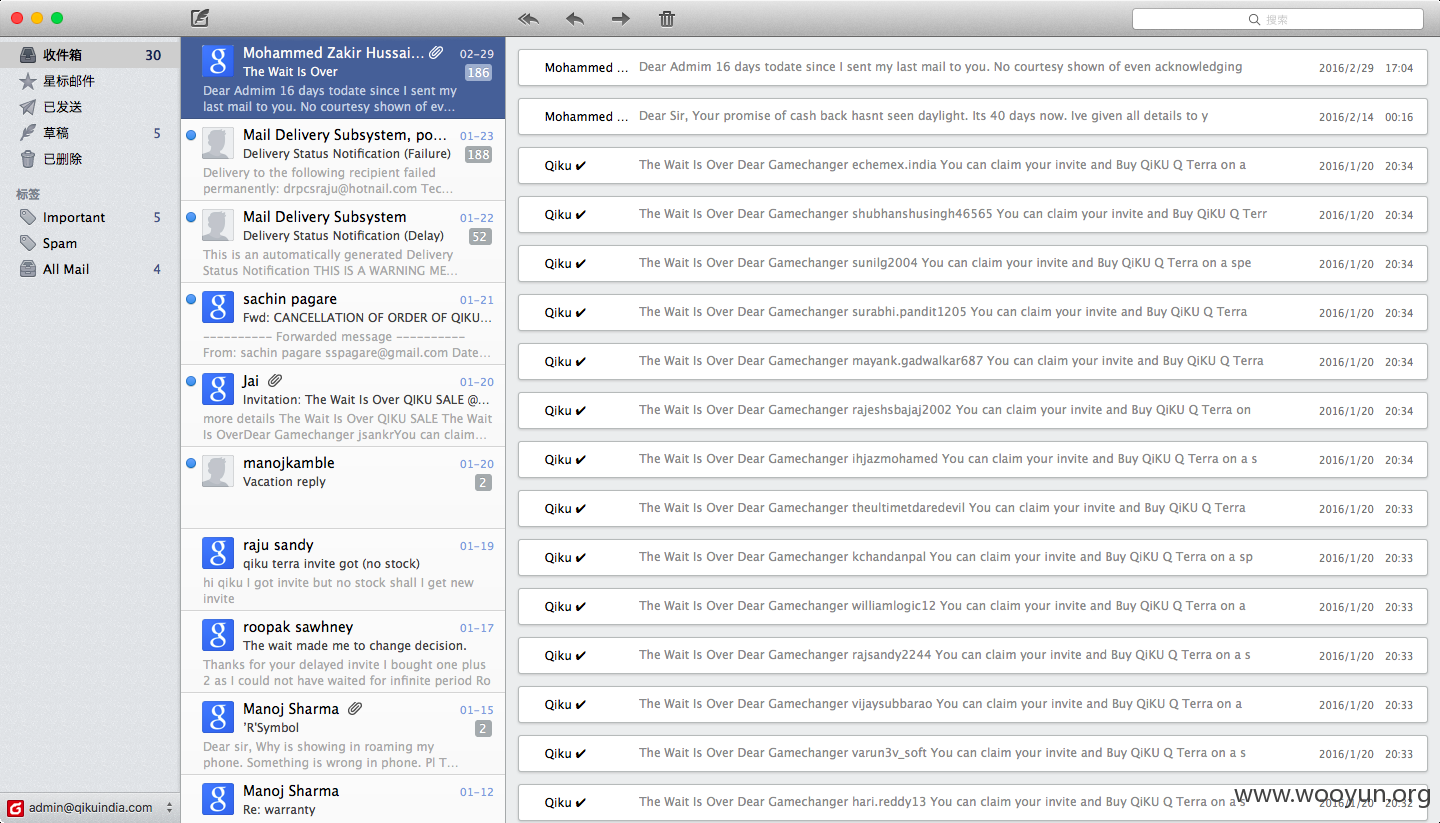 搜索
收件箱 30
星标邮件
已发送
草稿 5
已删除
标签
Important 5
Spam
All Mail 4
admin@qikuindia.com
Mohammed Zakir Hussai... 02-29
The Wait Is Over 186
Dear Admim 16 days todate since I sent my
last mail to you. No courtesy shown of ev...
Mail Delivery Subsystem, po... 01-23
Delivery Status Notification (Failure) 188
Delivery to the following recipient failed
permanently: drpcsraju@hotnail.com Tec...
Mail Delivery Subsystem 01-22
Delivery Status Notification (Delay) 52
This is an automatically generated Delivery
Status Notification THIS IS A WARNING ME...
sachin pagare 01-21
Fwd: CANCELLATION OF ORDER OF QIKU...
---------- Forwarded message ----------
From: sachin pagare sspagare@gmail.com Date...
Jai 01-20
Invitation: The Wait Is Over QIKU SALE @...
more details The Wait Is Over QIKU SALE The Wait
Is OverDear Gamechanger jsankrYou can claim...
manojkamble 01-20
Vacation reply 2
raju sandy 01-19
qiku terra invite got (no stock)
hi qiku I got invite but no stock shall I get new
invite
roopak sawhney 01-17
The wait made me to change decision.
Thanks for your delayed invite I bought one plus
2 as I could not have waited for infinite period Ro
Manoj Sharma 01-15
'R'Symbol 2
Dear sir, Why is showing in roaming my
phone. Something is wrong in phone. Pl T...
Manoj Sharma 01-12
Re: warranty
Mohammed ... Dear Admim 16 days todate since I sent my last mail to you. No courtesy shown of even acknowledging 2016/2/29 17:04
Mohammed ... Dear Sir, Your promise of cash back hasnt seen daylight. Its 40 days now. Ive given all details to y 2016/2/14 00:16
Qiku ✔ The Wait Is Over Dear Gamechanger echemex.india You can claim your invite and Buy QiKU Q Terra on a 2016/1/20 20:34
Qiku ✔ The Wait Is Over Dear Gamechanger shubhanshusingh46565 You can claim your invite and Buy QiKU Q Terr 2016/1/20 20:34
Qiku ✔ The Wait Is Over Dear Gamechanger sunilg2004 You can claim your invite and Buy QiKU Q Terra on a spe 2016/1/20 20:34
Qiku ✔ The Wait Is Over Dear Gamechanger surabhi.pandit1205 You can claim your invite and Buy QiKU Q Terra 2016/1/20 20:34
Qiku ✔ The Wait Is Over Dear Gamechanger mayank.gadwalkar687 You can claim your invite and Buy QiKU Q Terra 2016/1/20 20:34
Qiku ✔ The Wait Is Over Dear Gamechanger rajeshsbajaj2002 You can claim your invite and Buy QiKU Q Terra on 2016/1/20 20:34
Qiku ✔ The Wait Is Over Dear Gamechanger ihjazmohamed You can claim your invite and Buy QiKU Q Terra on a s 2016/1/20 20:34
Qiku ✔ The Wait Is Over Dear Gamechanger theultimetdaredevil You can claim your invite and Buy QiKU Q Terra 2016/1/20 20:33
Qiku ✔ The Wait Is Over Dear Gamechanger kchandanpal You can claim your invite and Buy QiKU Q Terra on a sp 2016/1/20 20:33
Qiku ✔ The Wait Is Over Dear Gamechanger williamlogic12 You can claim your invite and Buy QiKU Q Terra on a 2016/1/20 20:33
Qiku ✔ The Wait Is Over Dear Gamechanger rajsandy2244 You can claim your invite and Buy QiKU Q Terra on a s 2016/1/20 20:33
Qiku ✔ The Wait Is Over Dear Gamechanger vijaysubbarao You can claim your invite and Buy QiKU Q Terra on a 2016/1/20 20:33
Qiku ✔ The Wait Is Over Dear Gamechanger varun3v_soft You can claim your invite and Buy QiKU Q Terra on a s 2016/1/20 20:33
Qiku ✔ The Wait Is Over Dear Gamechanger hari.reddy13 You can claim your invite and Buy QiKU Q Terra on a s 2016/1/20 20:32
www.wooyun.org